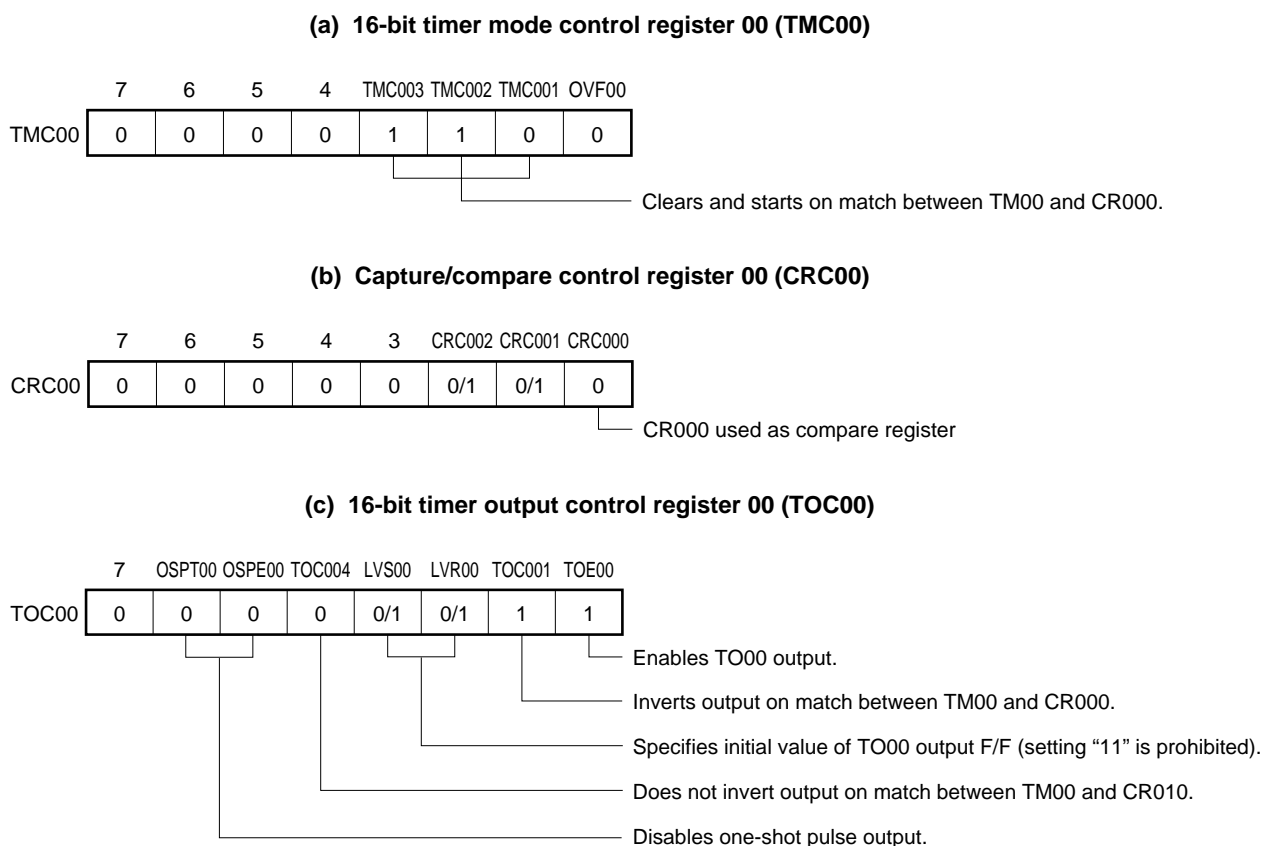 (a) 16-bit timer mode control register 00 (TMC00)
7 6 5 4 TMC003 TMC002 TMC001 OVF00
TMC00 0 0 0 0 1 1 0 0
Clears and starts on match between TM00 and CR000.
(b) Capture/compare control register 00 (CRC00)
7 6 5 4 3 CRC002 CRC001 CRC000
CRC00 0 0 0 0 0 0/1 0/1 0
CR000 used as compare register
(c) 16-bit timer output control register 00 (TOC00)
7 OSPT00 OSPE00 TOC004 LVS00 LVR00 TOC001 TOE00
TOC00 0 0 0 0 0/1 0/1 1 1
Enables TO00 output.
Inverts output on match between TM00 and CR000.
Specifies initial value of TO00 output F/F (setting “11” is prohibited).
Does not invert output on match between TM00 and CR010.
Disables one-shot pulse output.